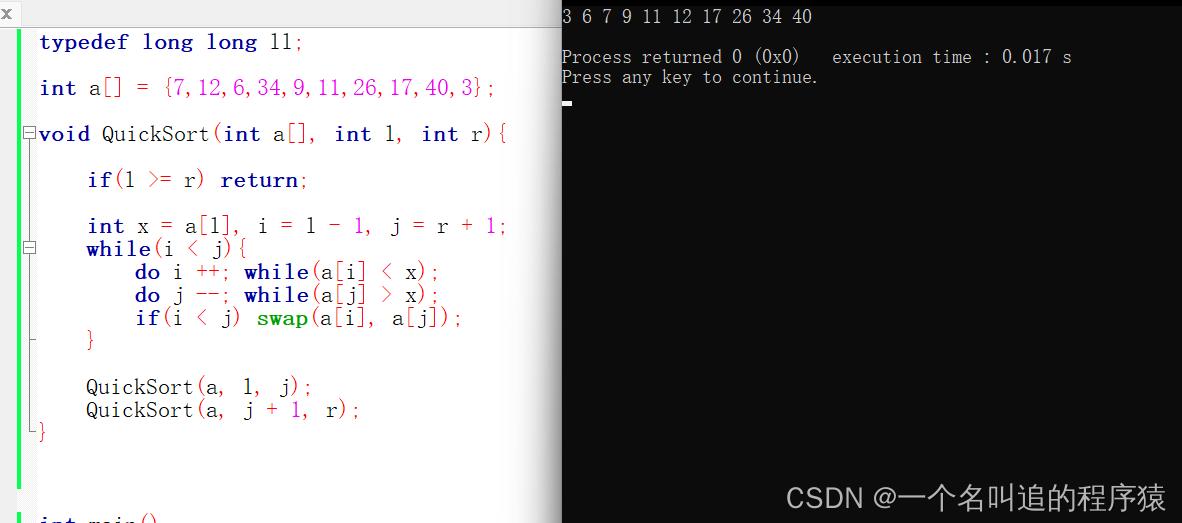 typedef long long ll;
int a[] = {7,12,6,34,9,11,26,17,40,3};
void QuickSort(int a[], int l, int r){
if(l >= r) return;
int x = a[l], i = l - 1, j = r + 1;
while(i < j){
do i ++; while(a[i] < x);
do j --; while(a[j] > x);
if(i < j) swap(a[i], a[j]);
}
QuickSort(a, l, j);
QuickSort(a, j + 1, r);
}
int main()
3 6 7 9 11 12 17 26 34 40
Process returned 0 (0x0)   execution time : 0.017 s
Press any key to continue.
CSDN @一个名叫追的程序猿